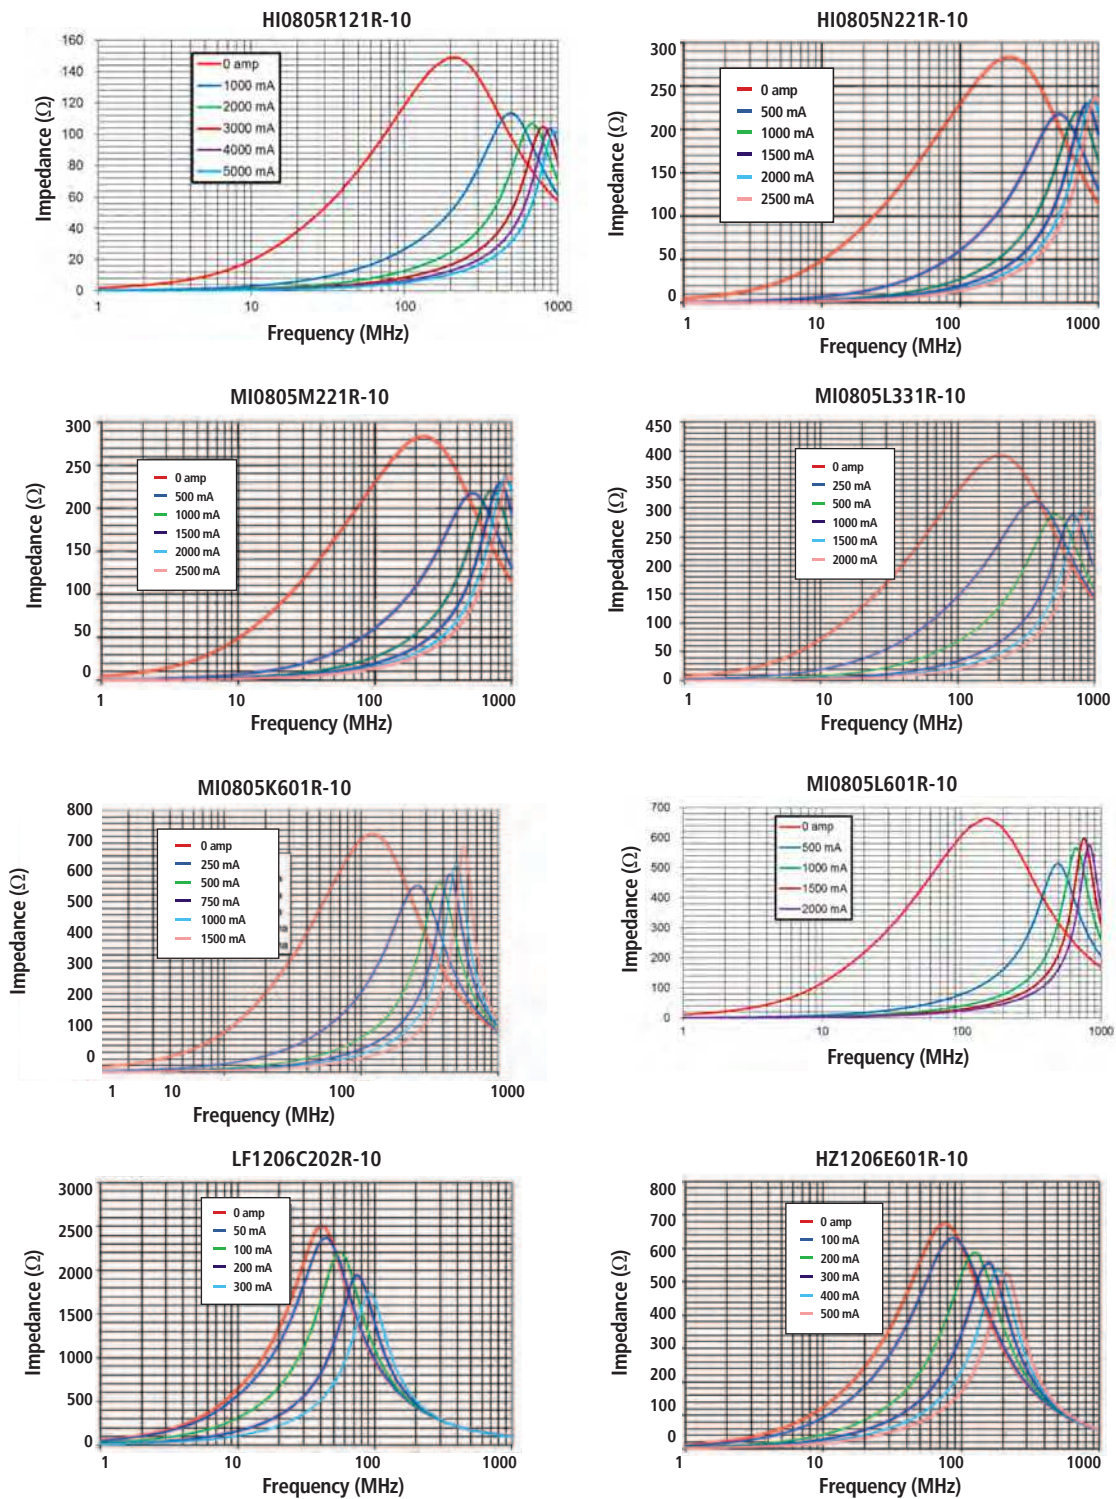 HI0805R121R-10
160
140
120
100
80
60
40
20
0
Impedance (Ω)
0 amp
1000 mA
2000 mA
3000 mA
4000 mA
5000 mA
1 10 100 1000
Frequency (MHz)
HI0805N221R-10
300
250
200
150
100
50
0
Impedance (Ω)
0 amp
500 mA
1000 mA
1500 mA
2000 mA
2500 mA
1 10 100 1000
Frequency (MHz)
MI0805M221R-10
300
250
200
150
100
50
0
Impedance (Ω)
0 amp
500 mA
1000 mA
1500 mA
2000 mA
2500 mA
1 10 100 1000
Frequency (MHz)
MI0805L331R-10
450
400
350
300
250
200
150
100
50
0
Impedance (Ω)
0 amp
250 mA
500 mA
1000 mA
1500 mA
2000 mA
1 10 100 1000
Frequency (MHz)
MI0805K601R-10
800
700
600
500
400
300
200
100
0
Impedance (Ω)
0 amp
250 mA
500 mA
750 mA
1000 mA
1500 mA
1 10 100 1000
Frequency (MHz)
MI0805L601R-10
700
600
500
400
300
200
100
0
Impedance (Ω)
0 amp
500 mA
1000 mA
1500 mA
2000 mA
1 10 100 1000
Frequency (MHz)
LF1206C202R-10
3000
2500
2000
1500
1000
500
0
Impedance (Ω)
0 amp
50 mA
100 mA
200 mA
300 mA
1 10 100 1000
Frequency (MHz)
HZ1206E601R-10
800
700
600
500
400
300
200
100
0
Impedance (Ω)
0 amp
100 mA
200 mA
300 mA
400 mA
500 mA
1 10 100 1000
Frequency (MHz)